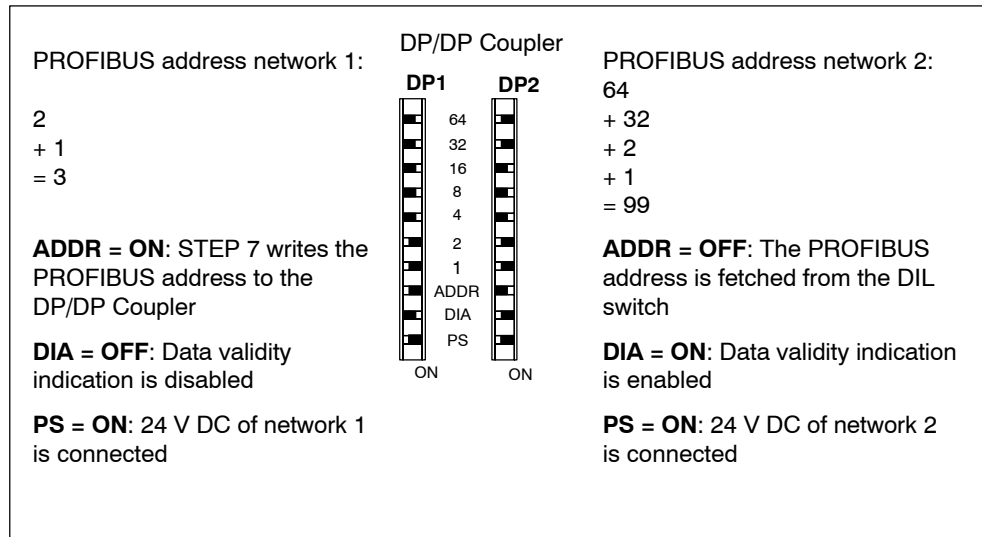 PROFIBUS address network 1:
2
+ 1
= 3
ADDR = ON: STEP 7 writes the
PROFIBUS address to the
DP/DP Coupler
DIA = OFF: Data validity
indication is disabled
PS = ON: 24 V DC of network 1
is connected
DP/DP Coupler
DP1 DP2
64
32
16
8
4
2
1
ADDR
DIA
PS
ON ON
PROFIBUS address network 2:
64
+ 32
+ 2
+ 1
= 99
ADDR = OFF: The PROFIBUS
address is fetched from the DIL
switch
DIA = ON: Data validity indication
is enabled
PS = ON: 24 V DC of network 2
is connected